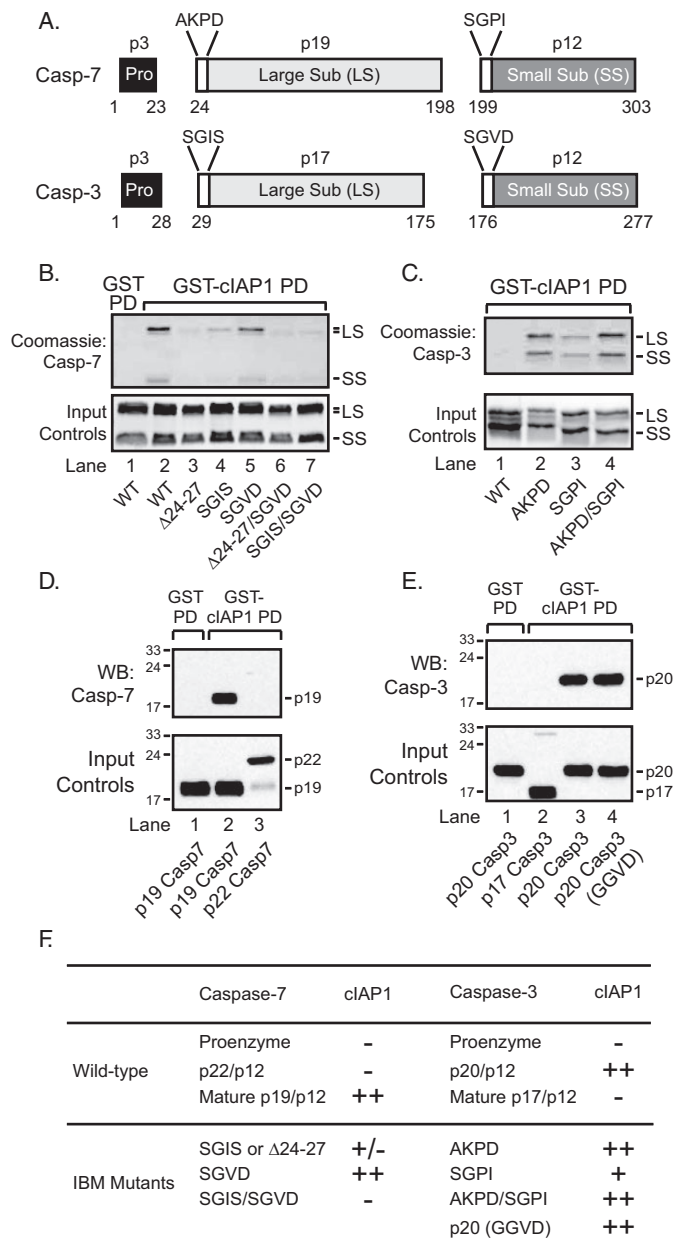 A.
AKPD SGPI
p3 p19 p12
Casp-7 Pro Large Sub (LS) Small Sub (SS)
1 23 24 198 199 303
SGIS SGVD
p3 p17 p12
Casp-3 Pro Large Sub (LS) Small Sub (SS)
1 28 29 175 176 277
B.
GST PD
GST-cIAP1 PD
Coomassie: Casp-7
LS
SS
Input Controls
LS
SS
Lane 1 2 3 4 5 6 7
WT
WT
Δ24-27
SGIS
SGVD
Δ24-27/SGVD
SGIS/SGVD
C.
GST-cIAP1 PD
Coomassie: Casp-3
LS
SS
Input Controls
LS
SS
Lane 1 2 3 4
WT
AKPD
SGPI
AKPD/SGPI
D.
GST PD
GST-cIAP1 PD
WB: Casp-7
33
24
17
p19
Input Controls
33
24
17
p22
p19
Lane 1 2 3
p19 Casp7
p19 Casp7
p22 Casp7
E.
GST PD
GST-cIAP1 PD
WB: Casp-3
33
24
17
p20
Input Controls
33
24
17
p20
p17
Lane 1 2 3 4
p20 Casp3
p17 Casp3
p20 Casp3
p20 Casp3 (GGVD)
F.
Caspase-7 cIAP1 Caspase-3 cIAP1
Proenzyme - Proenzyme -
Wild-type p22/p12 - p20/p12 ++
Mature p19/p12 ++ Mature p17/p12 -
SGIS or Δ24-27 +/- AKPD ++
IBM Mutants SGVD ++ SGPI +
SGIS/SGVD - AKPD/SGPI ++
p20 (GGVD) ++